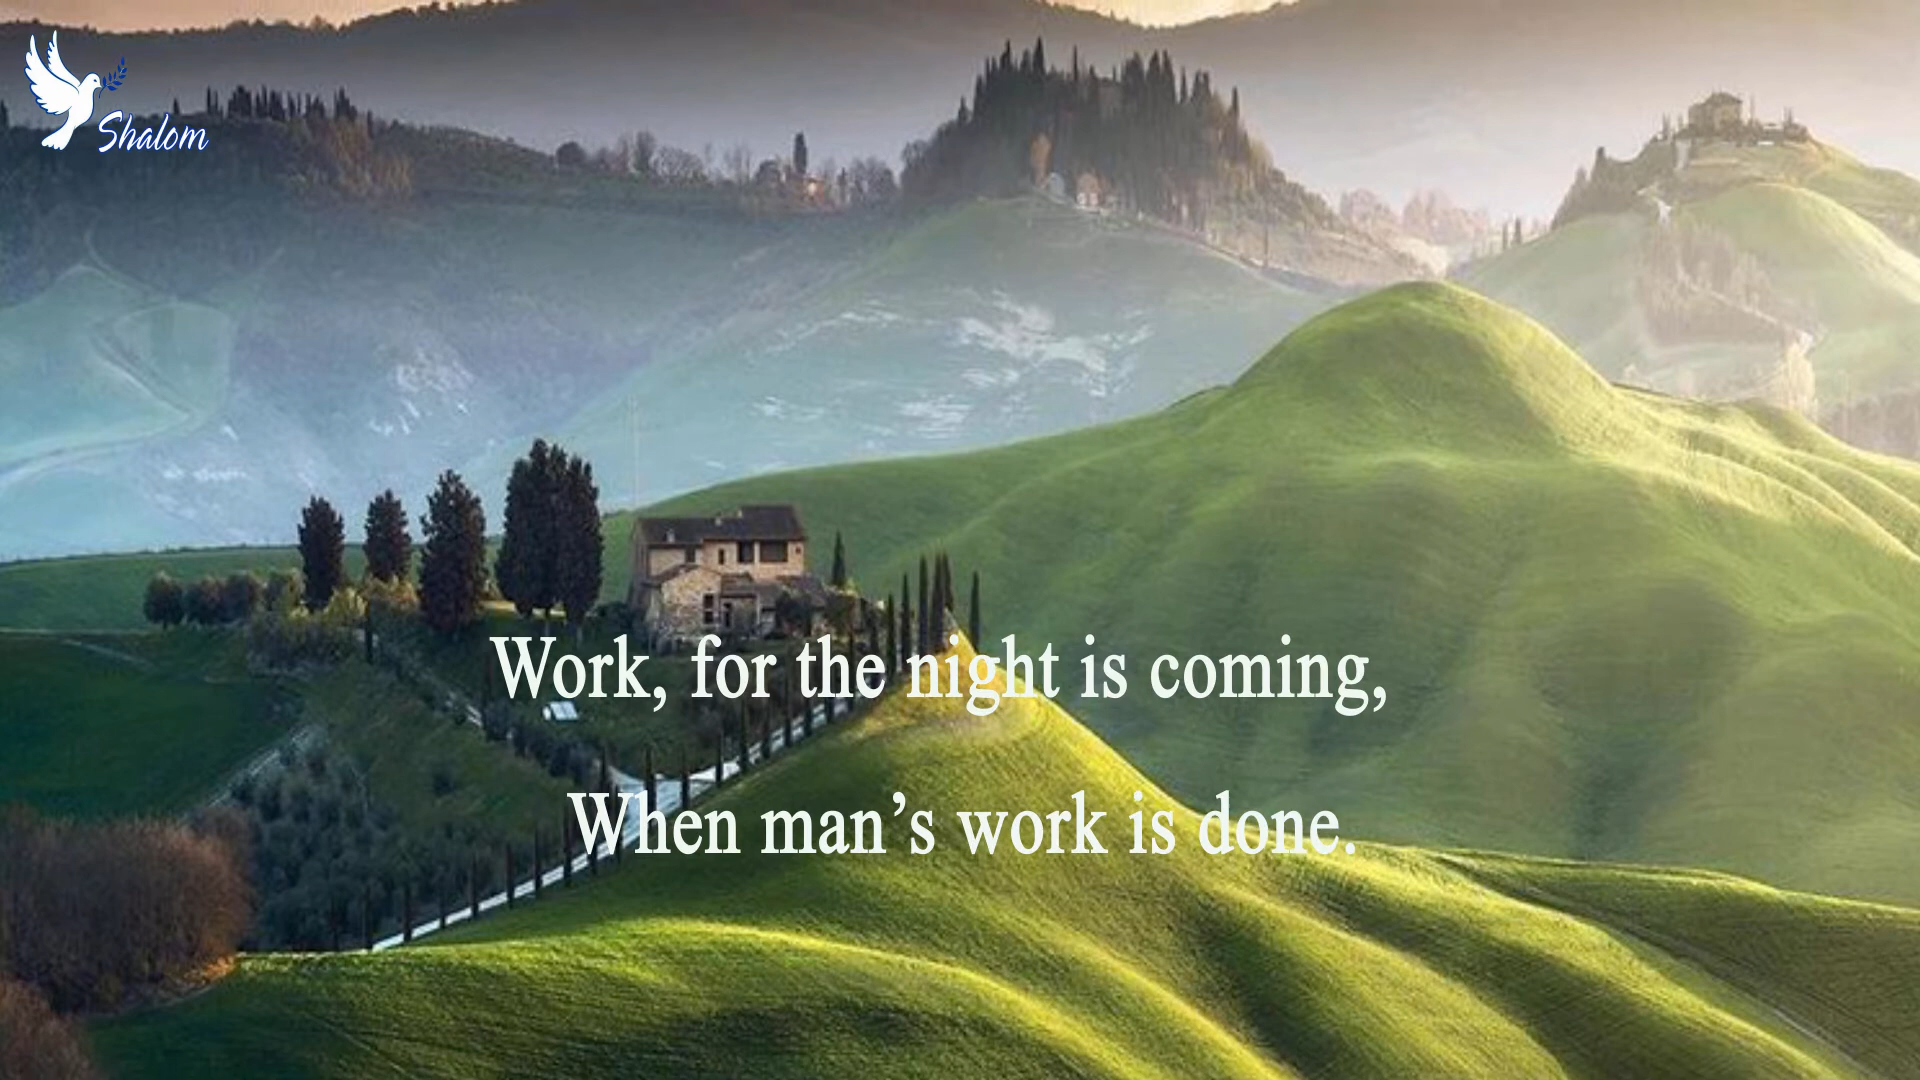 Shalom
Work, for the night is coming,
When man’s work is done.